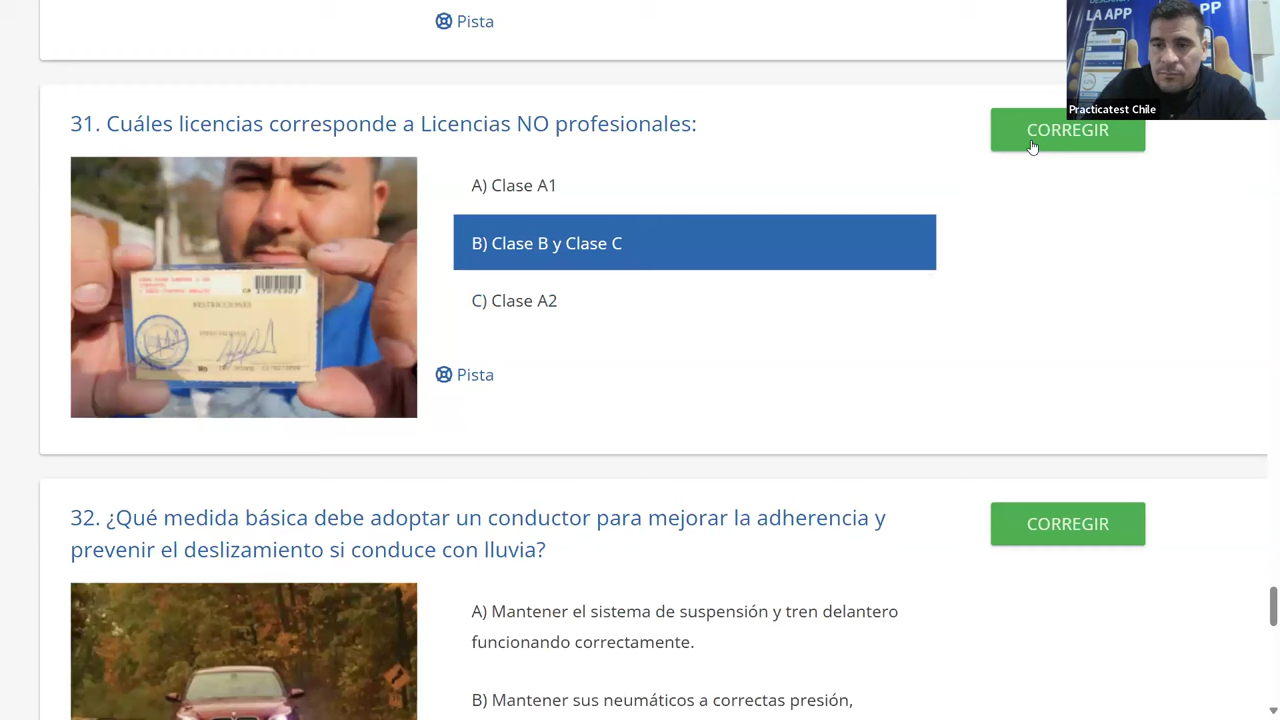 Pista
LA APP
PP
Practicatest Chile
31. Cuáles licencias corresponde a Licencias NO profesionales:
CORREGIR
A) Clase A1
B) Clase B y Clase C
C) Clase A2
Pista
32. ¿Qué medida básica debe adoptar un conductor para mejorar la adherencia y
prevenir el deslizamiento si conduce con lluvia?
CORREGIR
A) Mantener el sistema de suspensión y tren delantero
funcionando correctamente.
B) Mantener sus neumáticos a correctas presión,